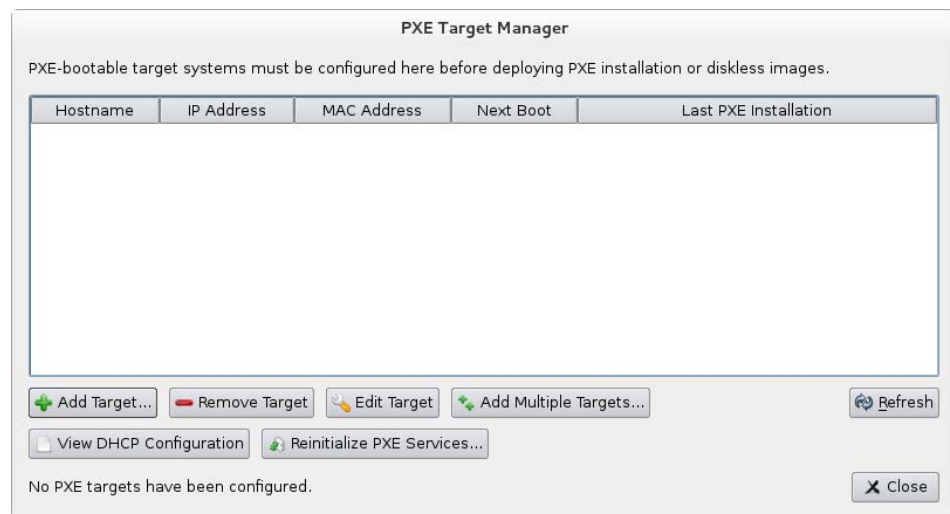 PXE Target Manager
PXE-bootable target systems must be configured here before deploying PXE installation or diskless images.
Hostname IP Address MAC Address Next Boot Last PXE Installation
Add Target... Remove Target Edit Target Add Multiple Targets... Refresh
View DHCP Configuration Reinitialize PXE Services...
No PXE targets have been configured. Close